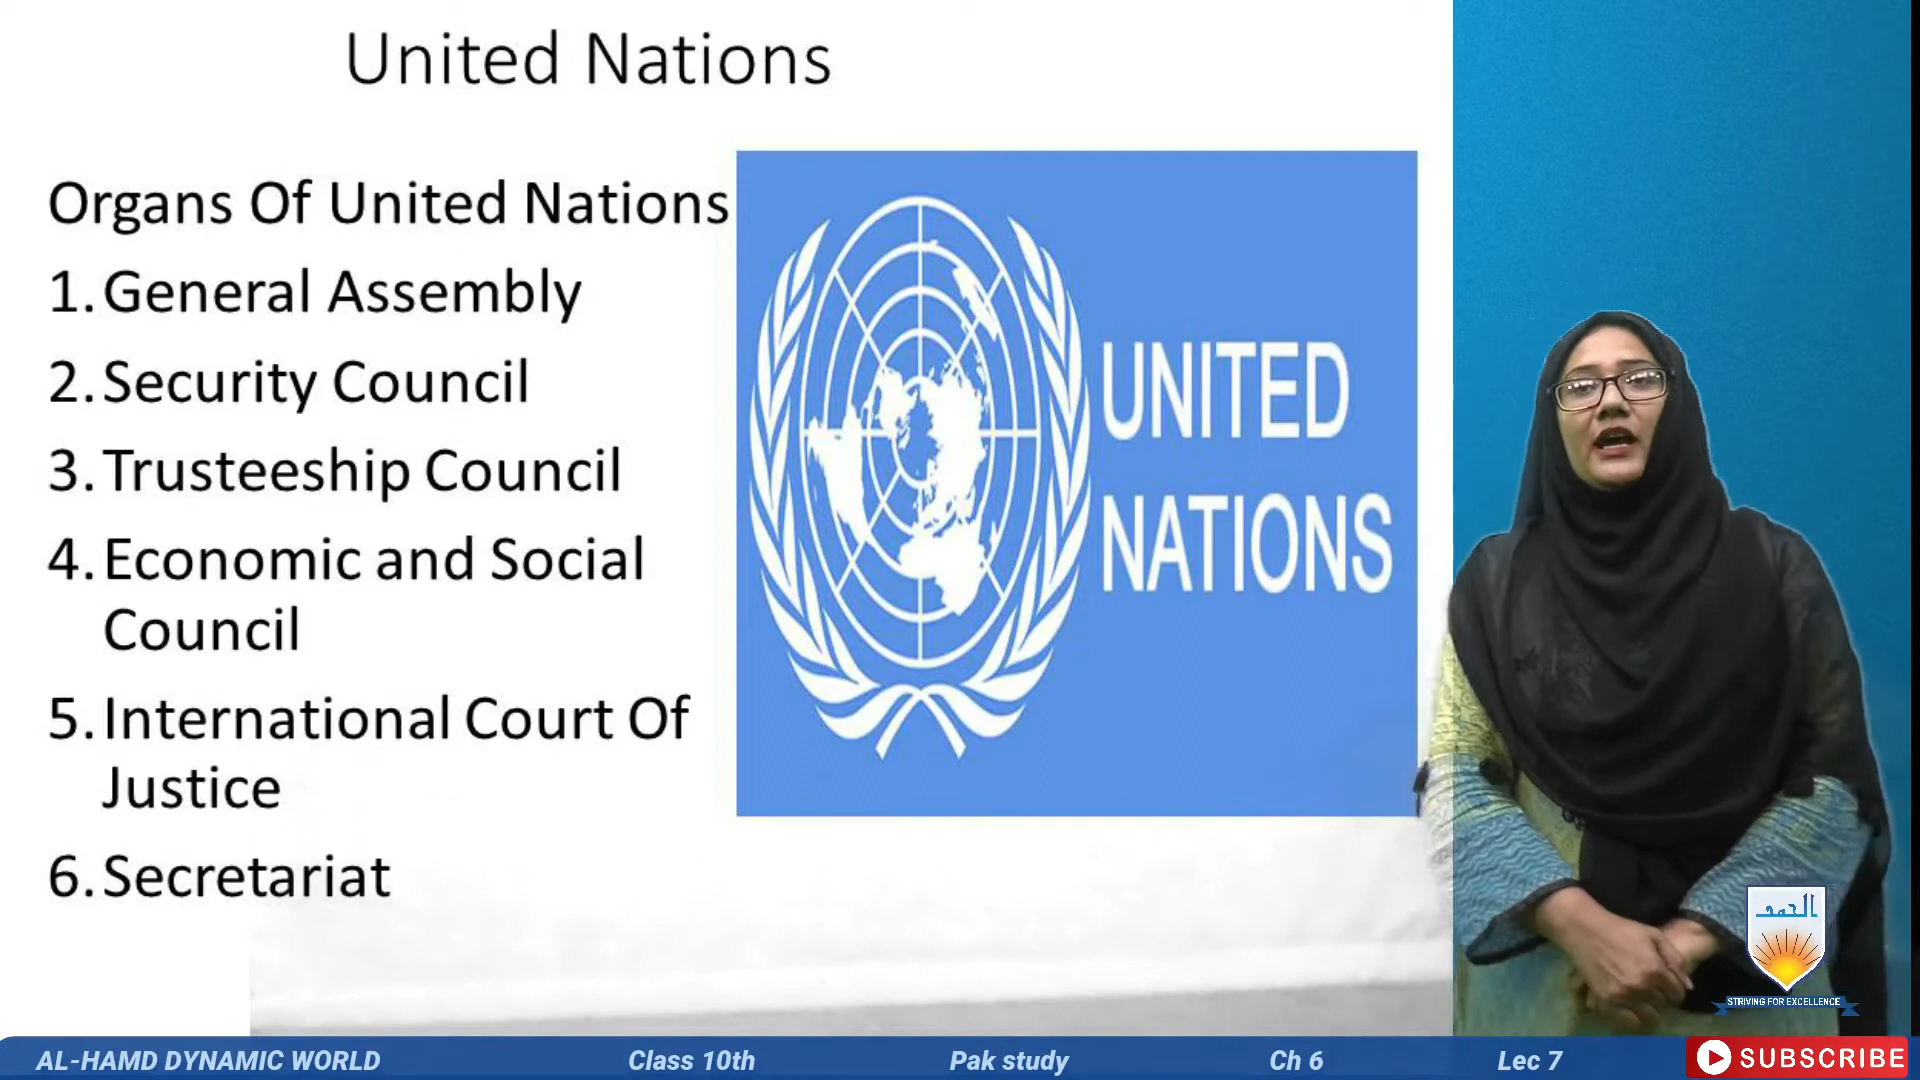 United Nations
Organs Of United Nations
1. General Assembly
2. Security Council
3. Trusteeship Council
4. Economic and Social
Council
5. International Court Of
Justice
6. Secretariat
UNITED
NATIONS
الحمد
STRIVING FOR EXCELLENCE
AL-HAMD DYNAMIC WORLD Class 10th Pak study Ch 6 Lec 7 SUBSCRIBE